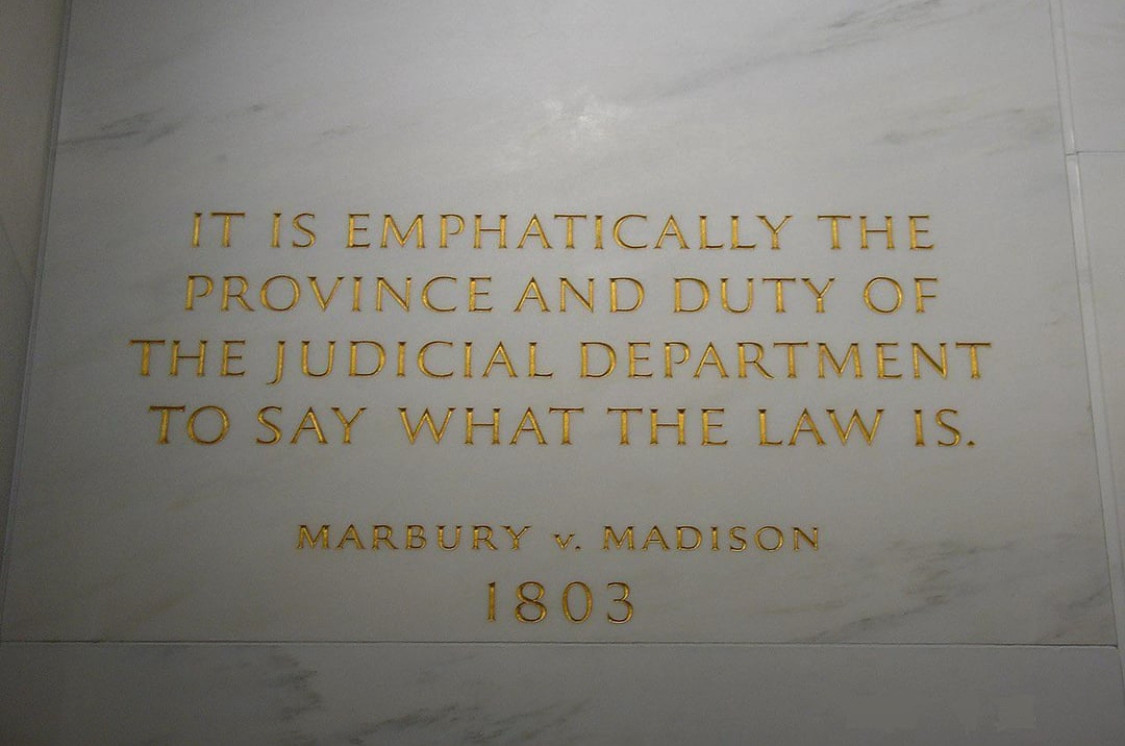 IT IS EMPHATICALLY THE
PROVINCE AND DUTY OF
THE JUDICIAL DEPARTMENT
TO SAY WHAT THE LAW IS.
MARBURY v. MADISON
1803